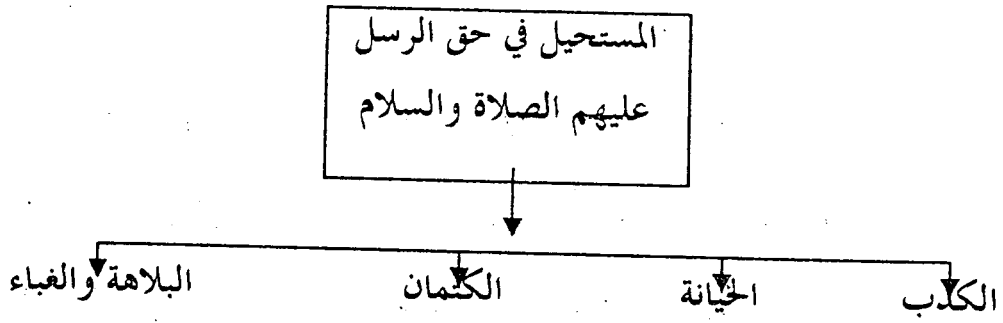 المستحيل في حق الرسل
عليهم الصلاة والسلام
الكذب الخيانة الكتمان البلاهة والغباء